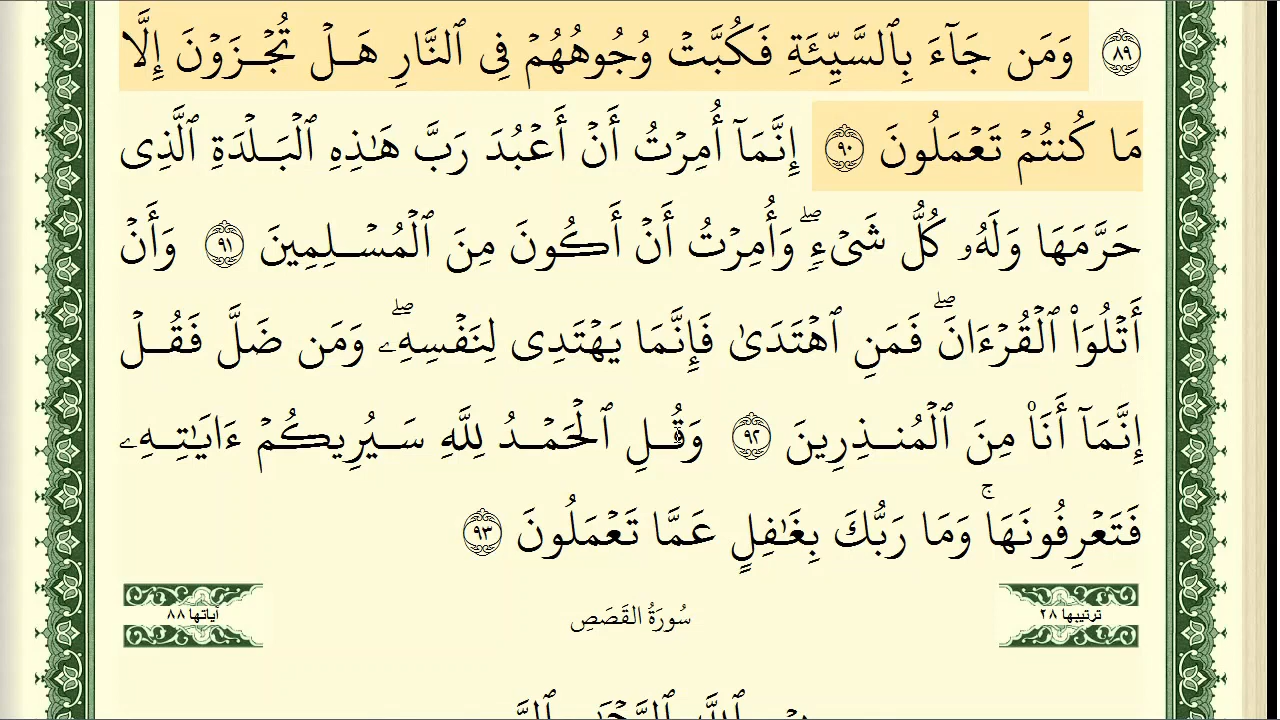 ٨٩ وَمَن جَآءَ بِٱلسَّيِّئَةِ فَكُبَّتۡ وُجُوهُهُمۡ فِي ٱلنَّارِ هَلۡ تُجۡزَوۡنَ إِلَّا
مَا كُنتُمۡ تَعۡمَلُونَ ٩٠ إِنَّمَآ أُمِرۡتُ أَنۡ أَعۡبُدَ رَبَّ هَٰذِهِ ٱلۡبَلۡدَةِ ٱلَّذِي
حَرَّمَهَا وَلَهُۥ كُلُّ شَيۡءٖۖ وَأُمِرۡتُ أَنۡ أَكُونَ مِنَ ٱلۡمُسۡلِمِينَ ٩١ وَأَنۡ
أَتۡلُوَاْ ٱلۡقُرۡءَانَۖ فَمَنِ ٱهۡتَدَىٰ فَإِنَّمَا يَهۡتَدِي لِنَفۡسِهِۦۖ وَمَن ضَلَّ فَقُلۡ
إِنَّمَآ أَنَا۠ مِنَ ٱلۡمُنذِرِينَ ٩٢ وَقُلِ ٱلۡحَمۡدُ لِلَّهِ سَيُرِيكُمۡ ءَايَٰتِهِۦ
فَتَعۡرِفُونَهَاۚ وَمَا رَبُّكَ بِغَٰفِلٍ عَمَّا تَعۡمَلُونَ ٩٣
ترتيبها ٢٨ سُورَةُ القَصَصِ آياتها ٨٨